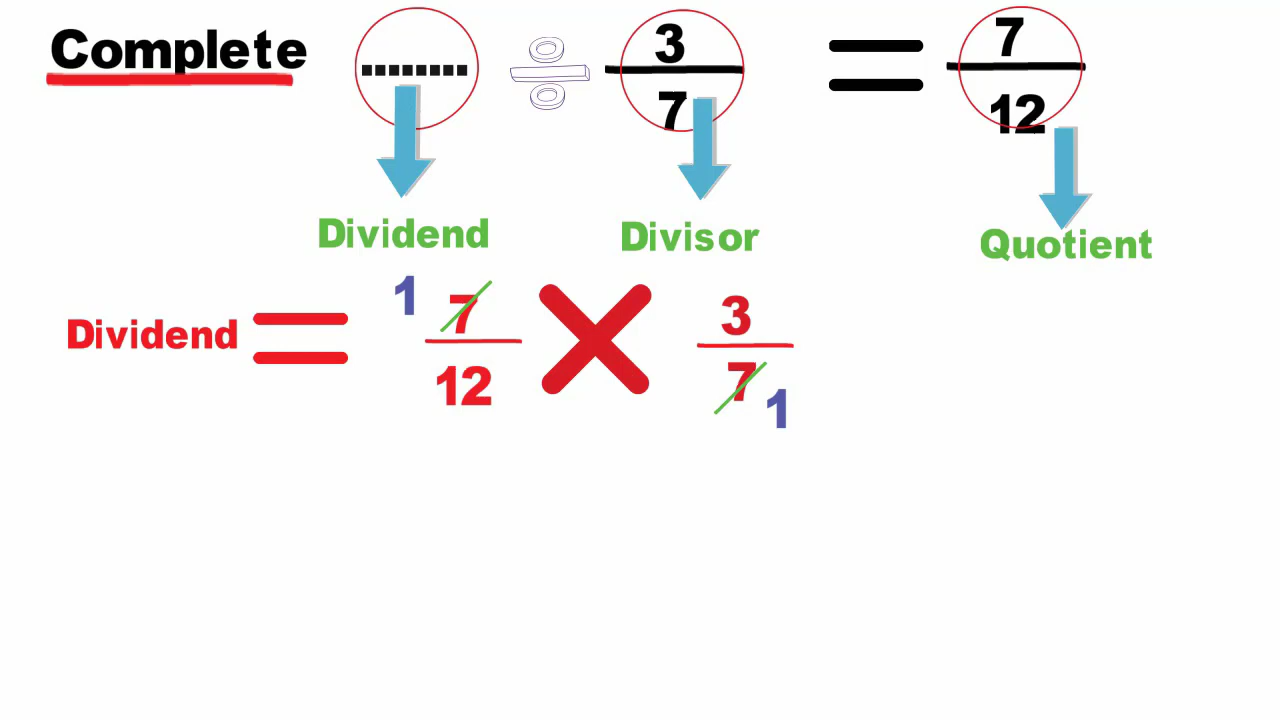 Complete ........ ÷ 3/7 = 7/12
Dividend Divisor Quotient
Dividend = 1 7/12 × 3/7 1